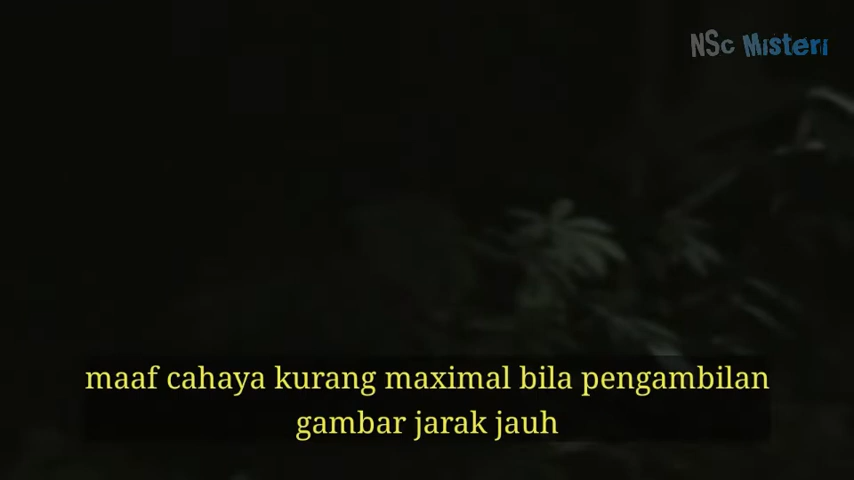 NSc Misteri
maaf cahaya kurang maximal bila pengambilan
gambar jarak jauh